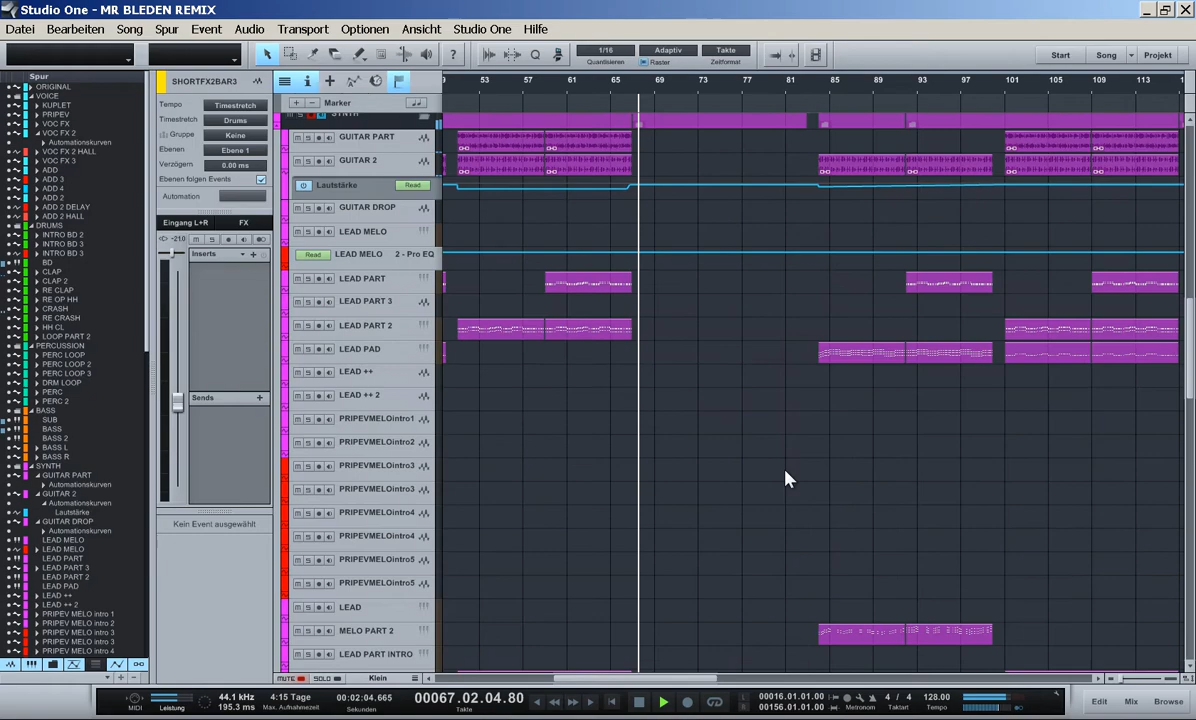 Studio One - MR BLEDEN REMIX
Datei Bearbeiten Song Spur Event Audio Transport Optionen Ansicht Studio One Hilfe
1/16 Adaptiv Takte
Quantisieren Raster Zeitformat
? Start Song Projekt
Spur
ORIGINAL
VOICE
KUPLET
PRIPEV
VOC FX
VOC FX 2
Automationskurven
VOC FX 2 HALL
VOC FX 3
ADD
ADD 3
ADD 4
ADD 2
ADD 2 DELAY
ADD 2 HALL
DRUMS
INTRO BD 2
INTRO BD 3
INTRO BD 3
BD
CLAP
CLAP 2
RE CLAP
RE OP HH
CRASH
RE CRASH
HH CL
LOOP PART 2
PERCUSSION
PERC LOOP
PERC LOOP 2
PERC LOOP 3
DRM LOOP
PERC
PERC 2
BASS
SUB
BASS
BASS 2
BASS L
BASS R
SYNTH
GUITAR PART
Automationskurven
GUITAR 2
Automationskurven
Lautstärke
GUITAR DROP
Automationskurven
LEAD MELO
LEAD MELO
LEAD PART
LEAD PART 3
LEAD PART 2
LEAD PAD
LEAD ++
LEAD ++ 2
PRIPEV MELO intro 1
PRIPEV MELO intro 2
PRIPEV MELO intro 3
PRIPEV MELO intro 3
PRIPEV MELO intro 4
SHORTFX2BAR3
Tempo Timestretch
Timestretch Drums
Gruppe Keine
Ebenen Ebene 1
Verzögern 0.00 ms
Ebenen folgen Events
Automation
Eingang L+R FX
-21.0 M S
Inserts
Sends
Kein Event ausgewählt
53 57 61 65 69 73 77 81 85 89 93 97 101 105 109 113
Marker
SYNTH
GUITAR PART
GUITAR 2
Lautstärke Read
GUITAR DROP
LEAD MELO
Read LEAD MELO 2 - Pro EQ
LEAD PART
LEAD PART 3
LEAD PART 2
LEAD PAD
LEAD ++
LEAD ++ 2
PRIPEVMELOintro1
PRIPEVMELOintro2
PRIPEVMELOintro3
PRIPEVMELOintro3
PRIPEVMELOintro4
PRIPEVMELOintro4
PRIPEVMELOintro5
PRIPEVMELOintro5
LEAD
MELO PART 2
LEAD PART INTRO
MUTE SOLO Klein
MIDI Leistung
44.1 kHz
195.3 ms
4:15 Tage
Max. Aufnahmezeit
00:02:04.665
Sekunden
00067.02.04.80
Takte
00016.01.01.00
00156.01.01.00
Metronom
4 / 4
Taktart
128.00
Tempo
Edit Mix Browse